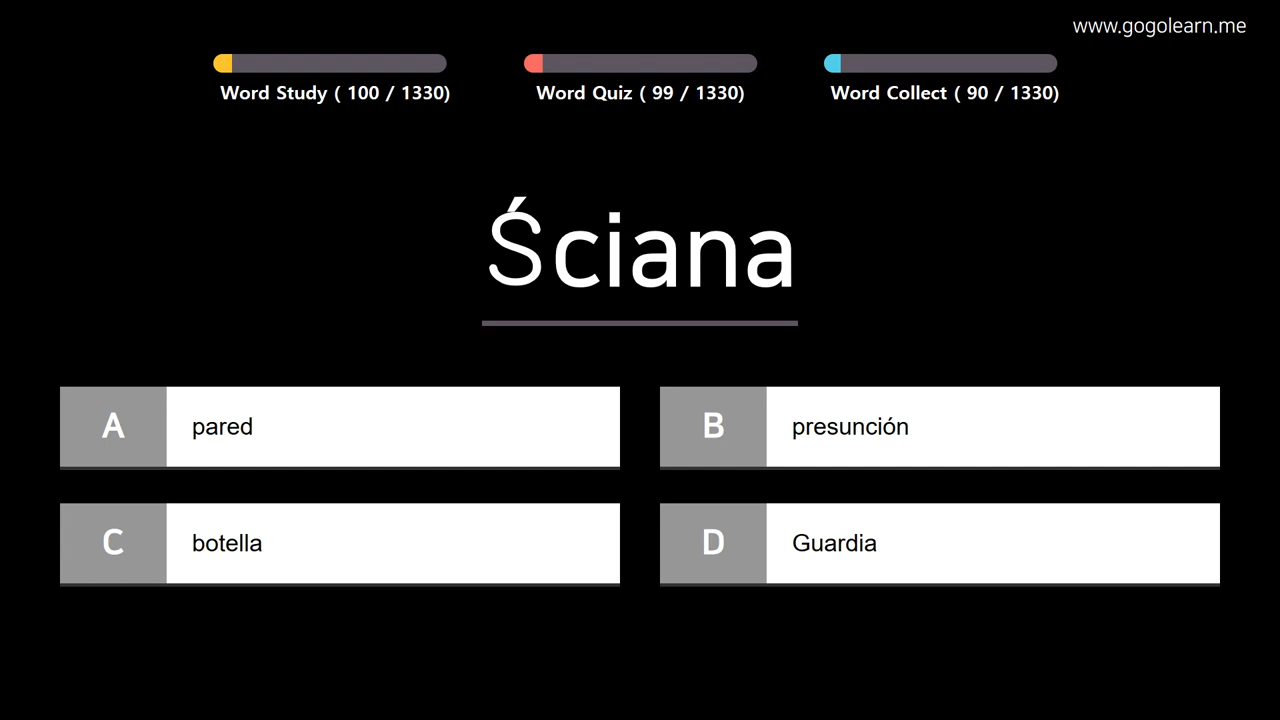 www.gogolearn.me
Word Study ( 100 / 1330)
Word Quiz ( 99 / 1330)
Word Collect ( 90 / 1330)
Ściana
A
pared
B
presunción
C
botella
D
Guardia